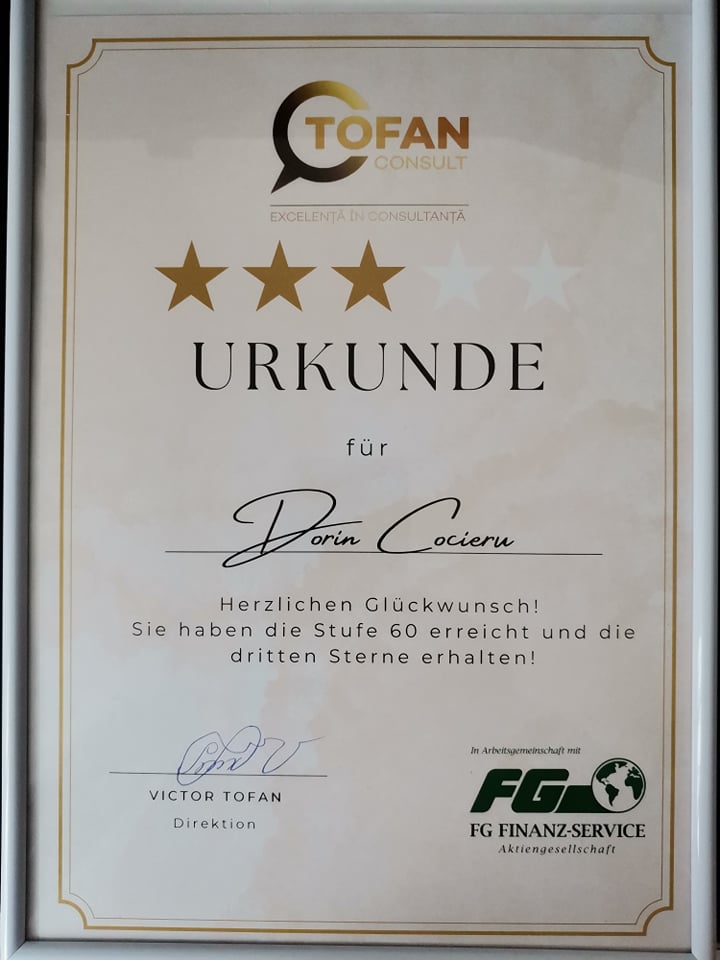 TOFAN
CONSULT
EXCELENȚĂ ÎN CONSULTANȚĂ
URKUNDE
für
Dorin Cocieru
Herzlichen Glückwunsch!
Sie haben die Stufe 60 erreicht und die
dritten Sterne erhalten!
VICTOR TOFAN
Direktion
In Arbeitsgemeinschaft mit
FG
FG FINANZ-SERVICE
Aktiengesellschaft